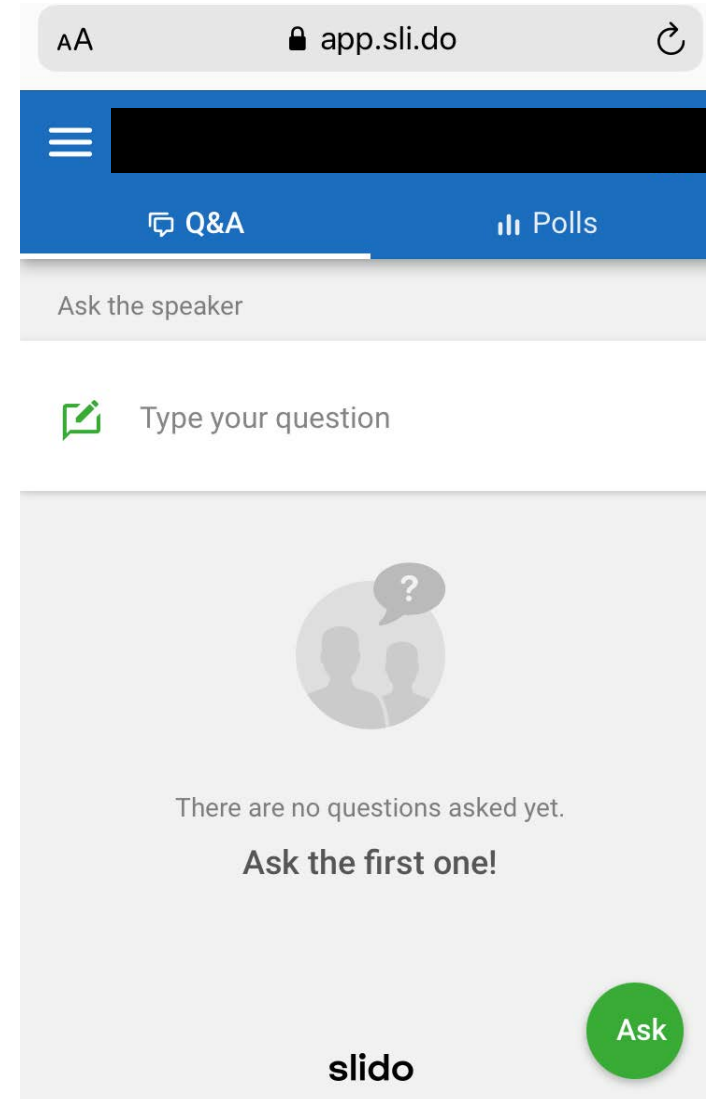 AA
app.sli.do
Q&A
Polls
Ask the speaker
Type your question
?
There are no questions asked yet.
Ask the first one!
Ask
slido